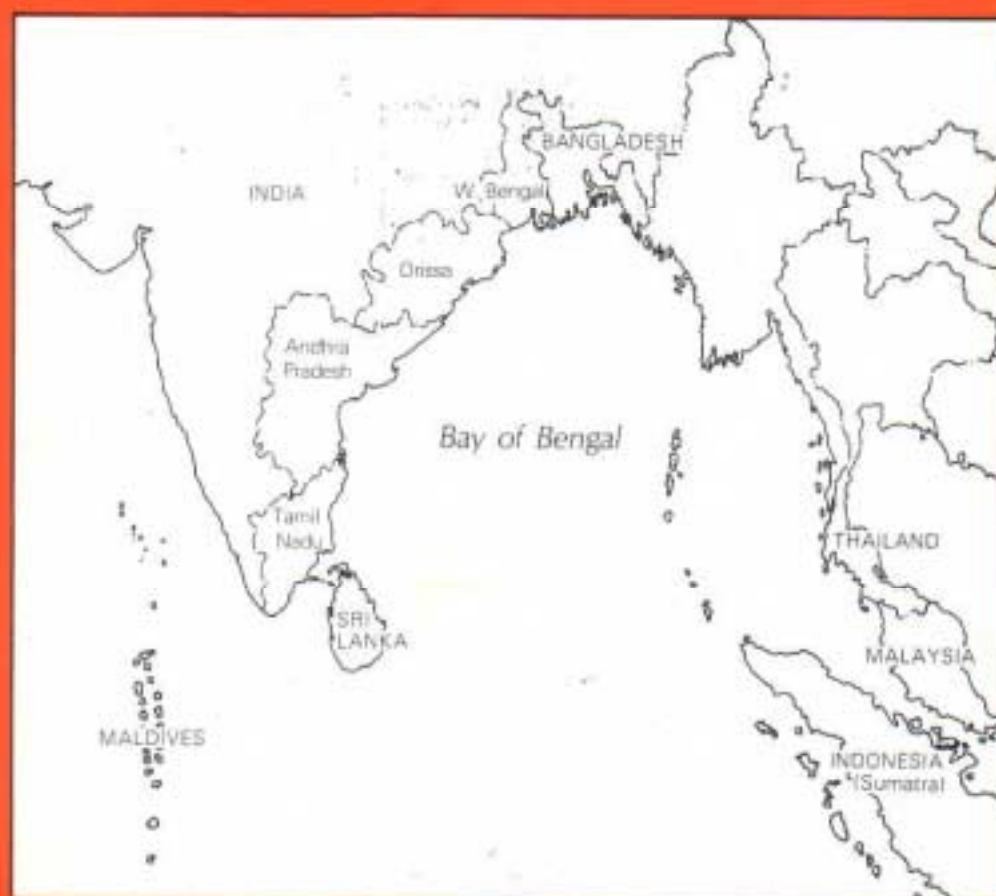 BANGLADESH
INDIA
W. Bengal
Orissa
Andhra
Pradesh
Bay of Bengal
Tamil
Nadu
THAILAND
SRI
LANKA
MALAYSIA
MALDIVES
INDONESIA
(Sumatra)